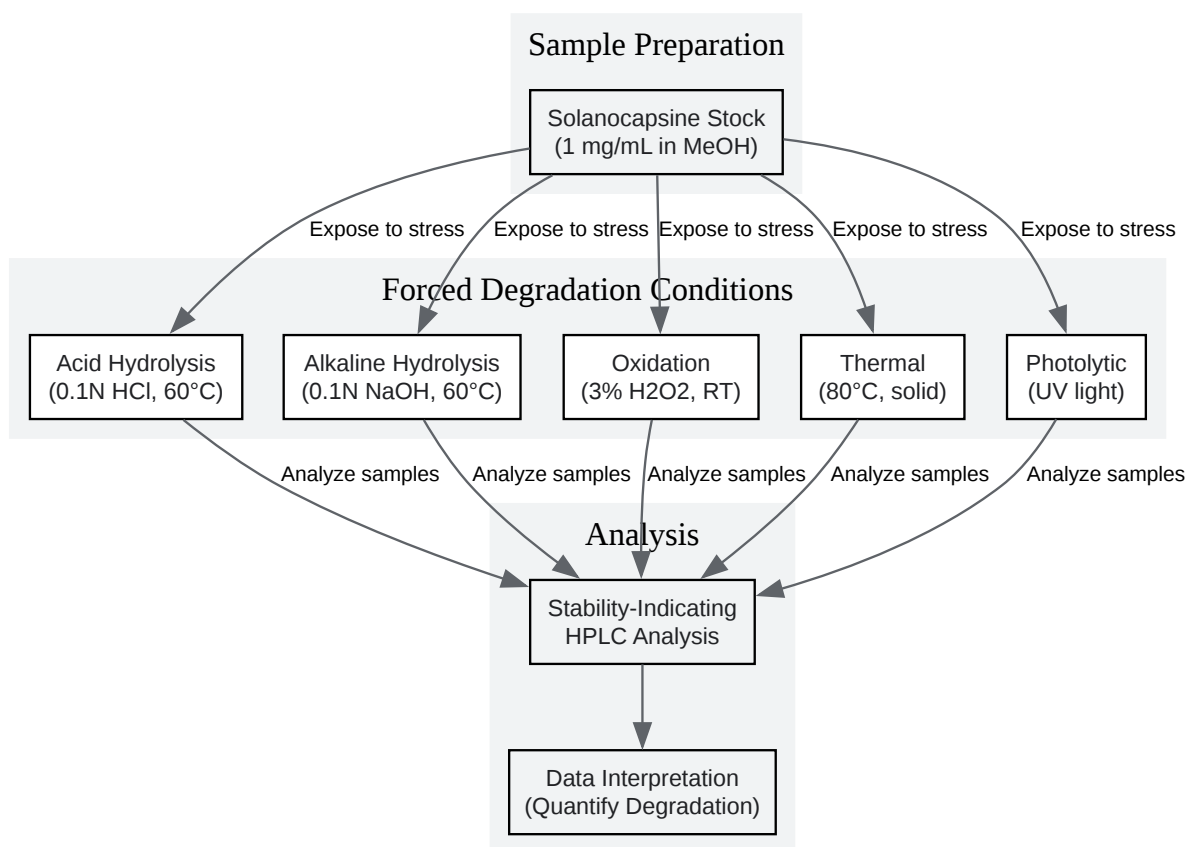 Sample Preparation
Solanocapsine Stock
(1 mg/mL in MeOH)
Expose to stress
Expose to stress
Expose to stress
Expose to stress
Expose to stress
Forced Degradation Conditions
Acid Hydrolysis
(0.1N HCl, 60°C)
Alkaline Hydrolysis
(0.1N NaOH, 60°C)
Oxidation
(3% H2O2, RT)
Thermal
(80°C, solid)
Photolytic
(UV light)
Analyze samples
Analyze samples
Analyze samples
Analyze samples
Analyze samples
Analysis
Stability-Indicating
HPLC Analysis
Data Interpretation
(Quantify Degradation)